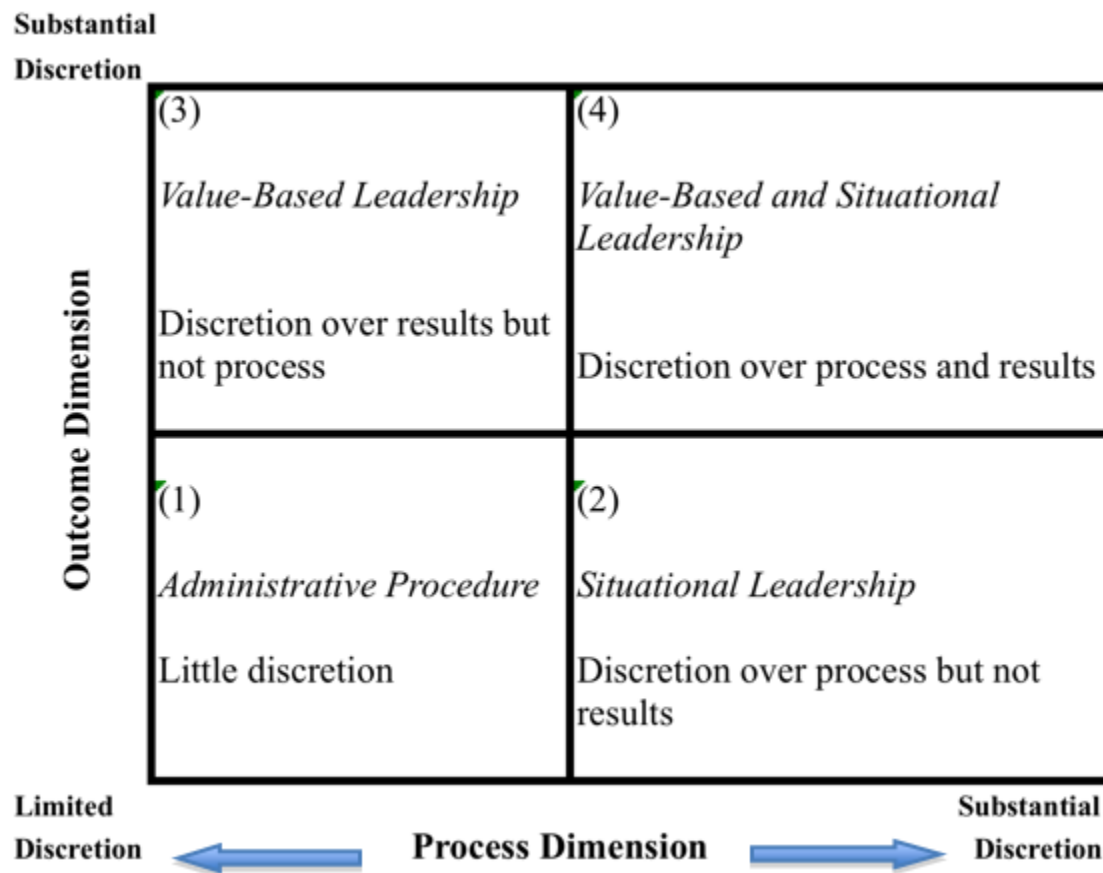 Substantial
Discretion
(3)
(4)
Value-Based Leadership
Value-Based and Situational
Leadership
Discretion over results but
not process
Discretion over process and results
Outcome Dimension
(1)
(2)
Administrative Procedure
Situational Leadership
Little discretion
Discretion over process but not
results
Limited
Discretion
Process Dimension
Substantial
Discretion